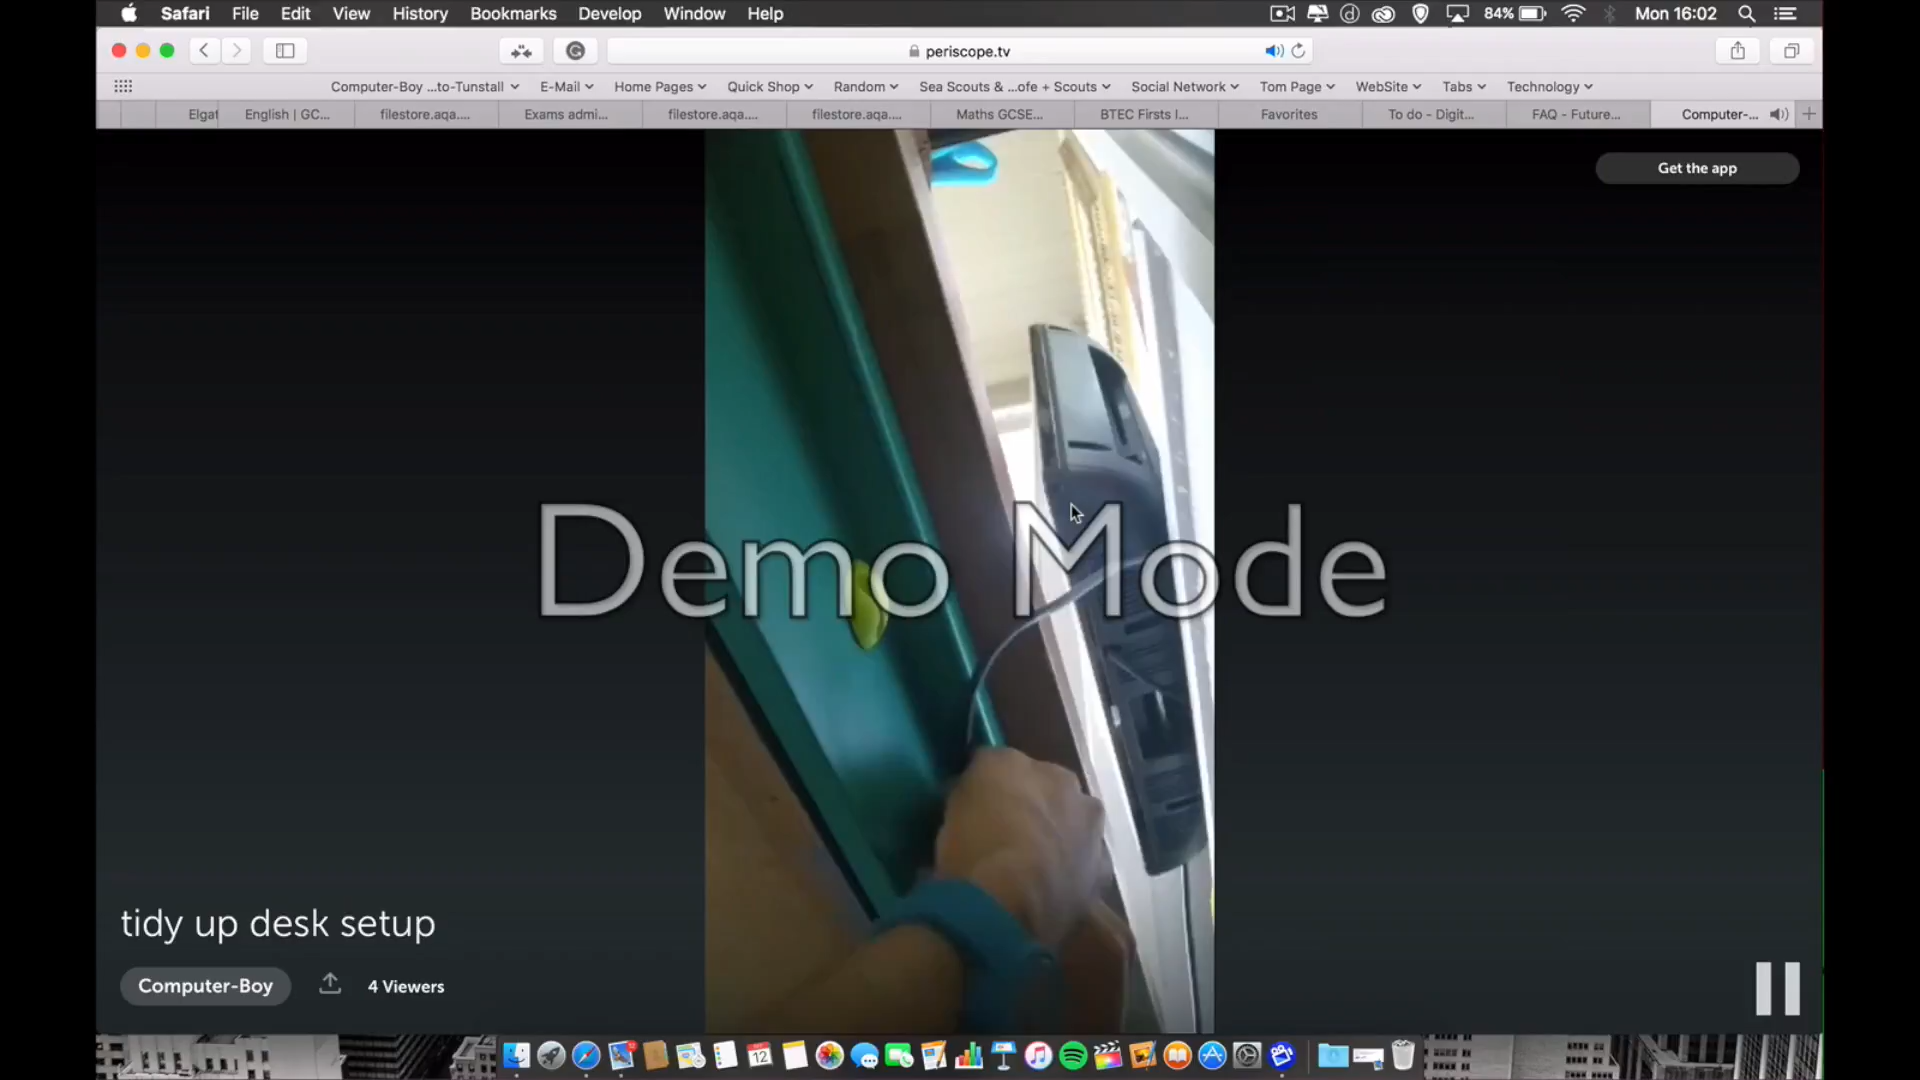 Safari File Edit View History Bookmarks Develop Window Help 84% Mon 16:02
periscope.tv
Computer-Boy ...to-Tunstall E-Mail Home Pages Quick Shop Random Sea Scouts & ...ofe + Scouts Social Network Tom Page WebSite Tabs Technology
Elgat English | GC... filestore.aqa.... Exams admi... filestore.aqa.... filestore.aqa.... Maths GCSE... BTEC Firsts I... Favorites To do - Digit... FAQ - Future... Computer-...
Get the app
Demo Mode
tidy up desk setup
Computer-Boy 4 Viewers
12